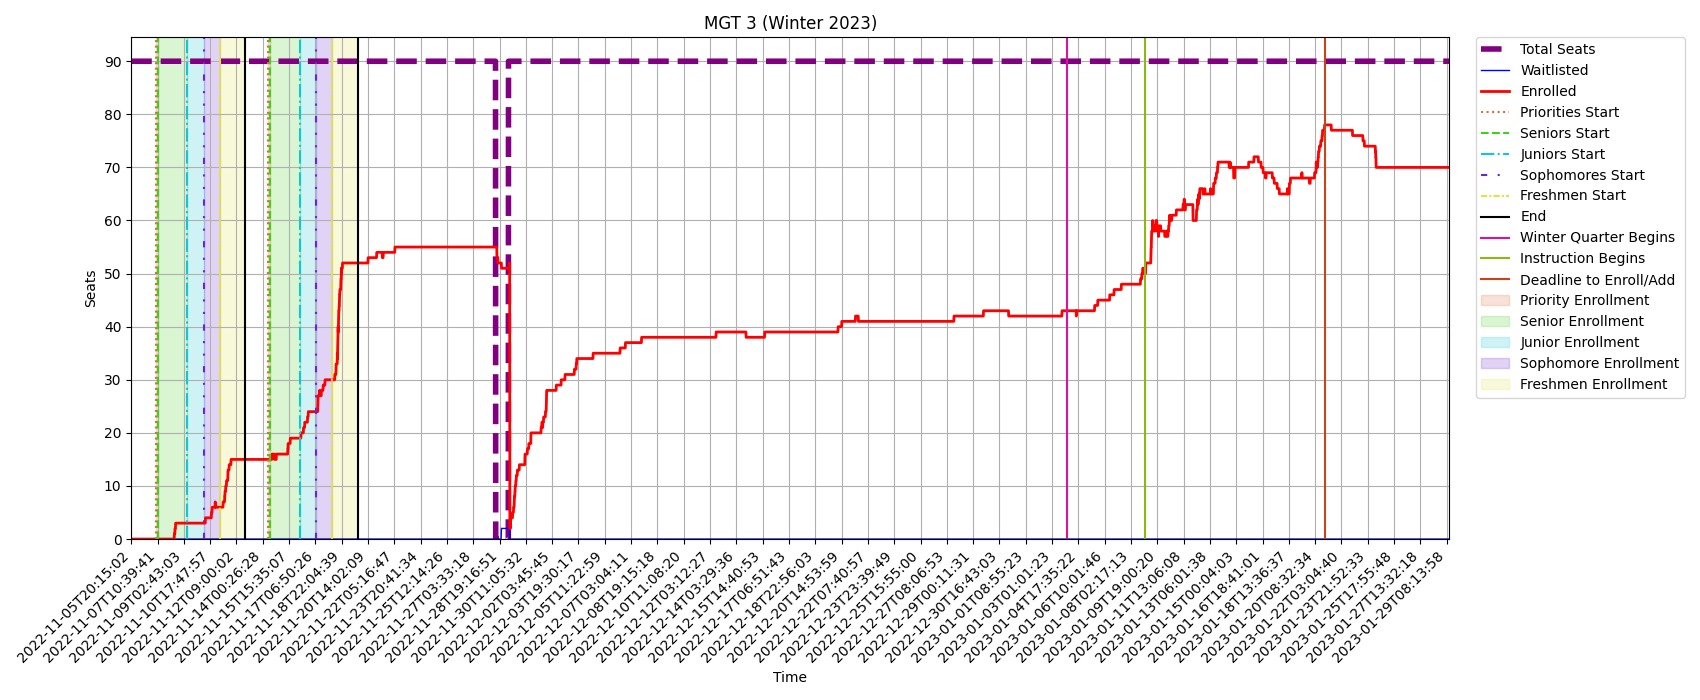 MGT 3 (Winter 2023)
Seats
90
80
70
60
50
40
30
20
10
0
2022-11-05T20:15:02
2022-11-07T10:39:41
2022-11-09T02:43:03
2022-11-10T17:47:57
2022-11-12T09:00:02
2022-11-14T00:26:28
2022-11-15T15:35:07
2022-11-17T06:50:26
2022-11-18T22:04:39
2022-11-20T14:02:09
2022-11-22T05:16:47
2022-11-23T20:41:34
2022-11-25T12:14:26
2022-11-27T03:33:18
2022-11-28T19:16:51
2022-11-30T11:05:32
2022-12-02T03:45:45
2022-12-03T19:30:17
2022-12-05T11:22:59
2022-12-07T03:04:11
2022-12-08T19:15:18
2022-12-10T11:08:20
2022-12-12T03:12:27
2022-12-14T03:29:36
2022-12-15T14:40:53
2022-12-17T06:51:43
2022-12-18T22:56:03
2022-12-20T14:53:59
2022-12-22T07:40:57
2022-12-23T23:39:49
2022-12-25T15:55:00
2022-12-27T08:06:53
2022-12-29T00:11:31
2022-12-30T16:43:03
2023-01-01T08:55:23
2023-01-03T01:01:23
2023-01-04T17:35:22
2023-01-06T10:01:46
2023-01-08T02:17:13
2023-01-09T19:00:20
2023-01-11T13:06:08
2023-01-13T06:01:38
2023-01-15T00:04:03
2023-01-16T18:41:01
2023-01-18T13:36:37
2023-01-20T08:32:34
2023-01-22T03:04:40
2023-01-23T21:52:33
2023-01-25T17:55:48
2023-01-27T13:32:18
2023-01-29T08:13:58
Time
Total Seats
Waitlisted
Enrolled
Priorities Start
Seniors Start
Juniors Start
Sophomores Start
Freshmen Start
End
Winter Quarter Begins
Instruction Begins
Deadline to Enroll/Add
Priority Enrollment
Senior Enrollment
Junior Enrollment
Sophomore Enrollment
Freshmen Enrollment